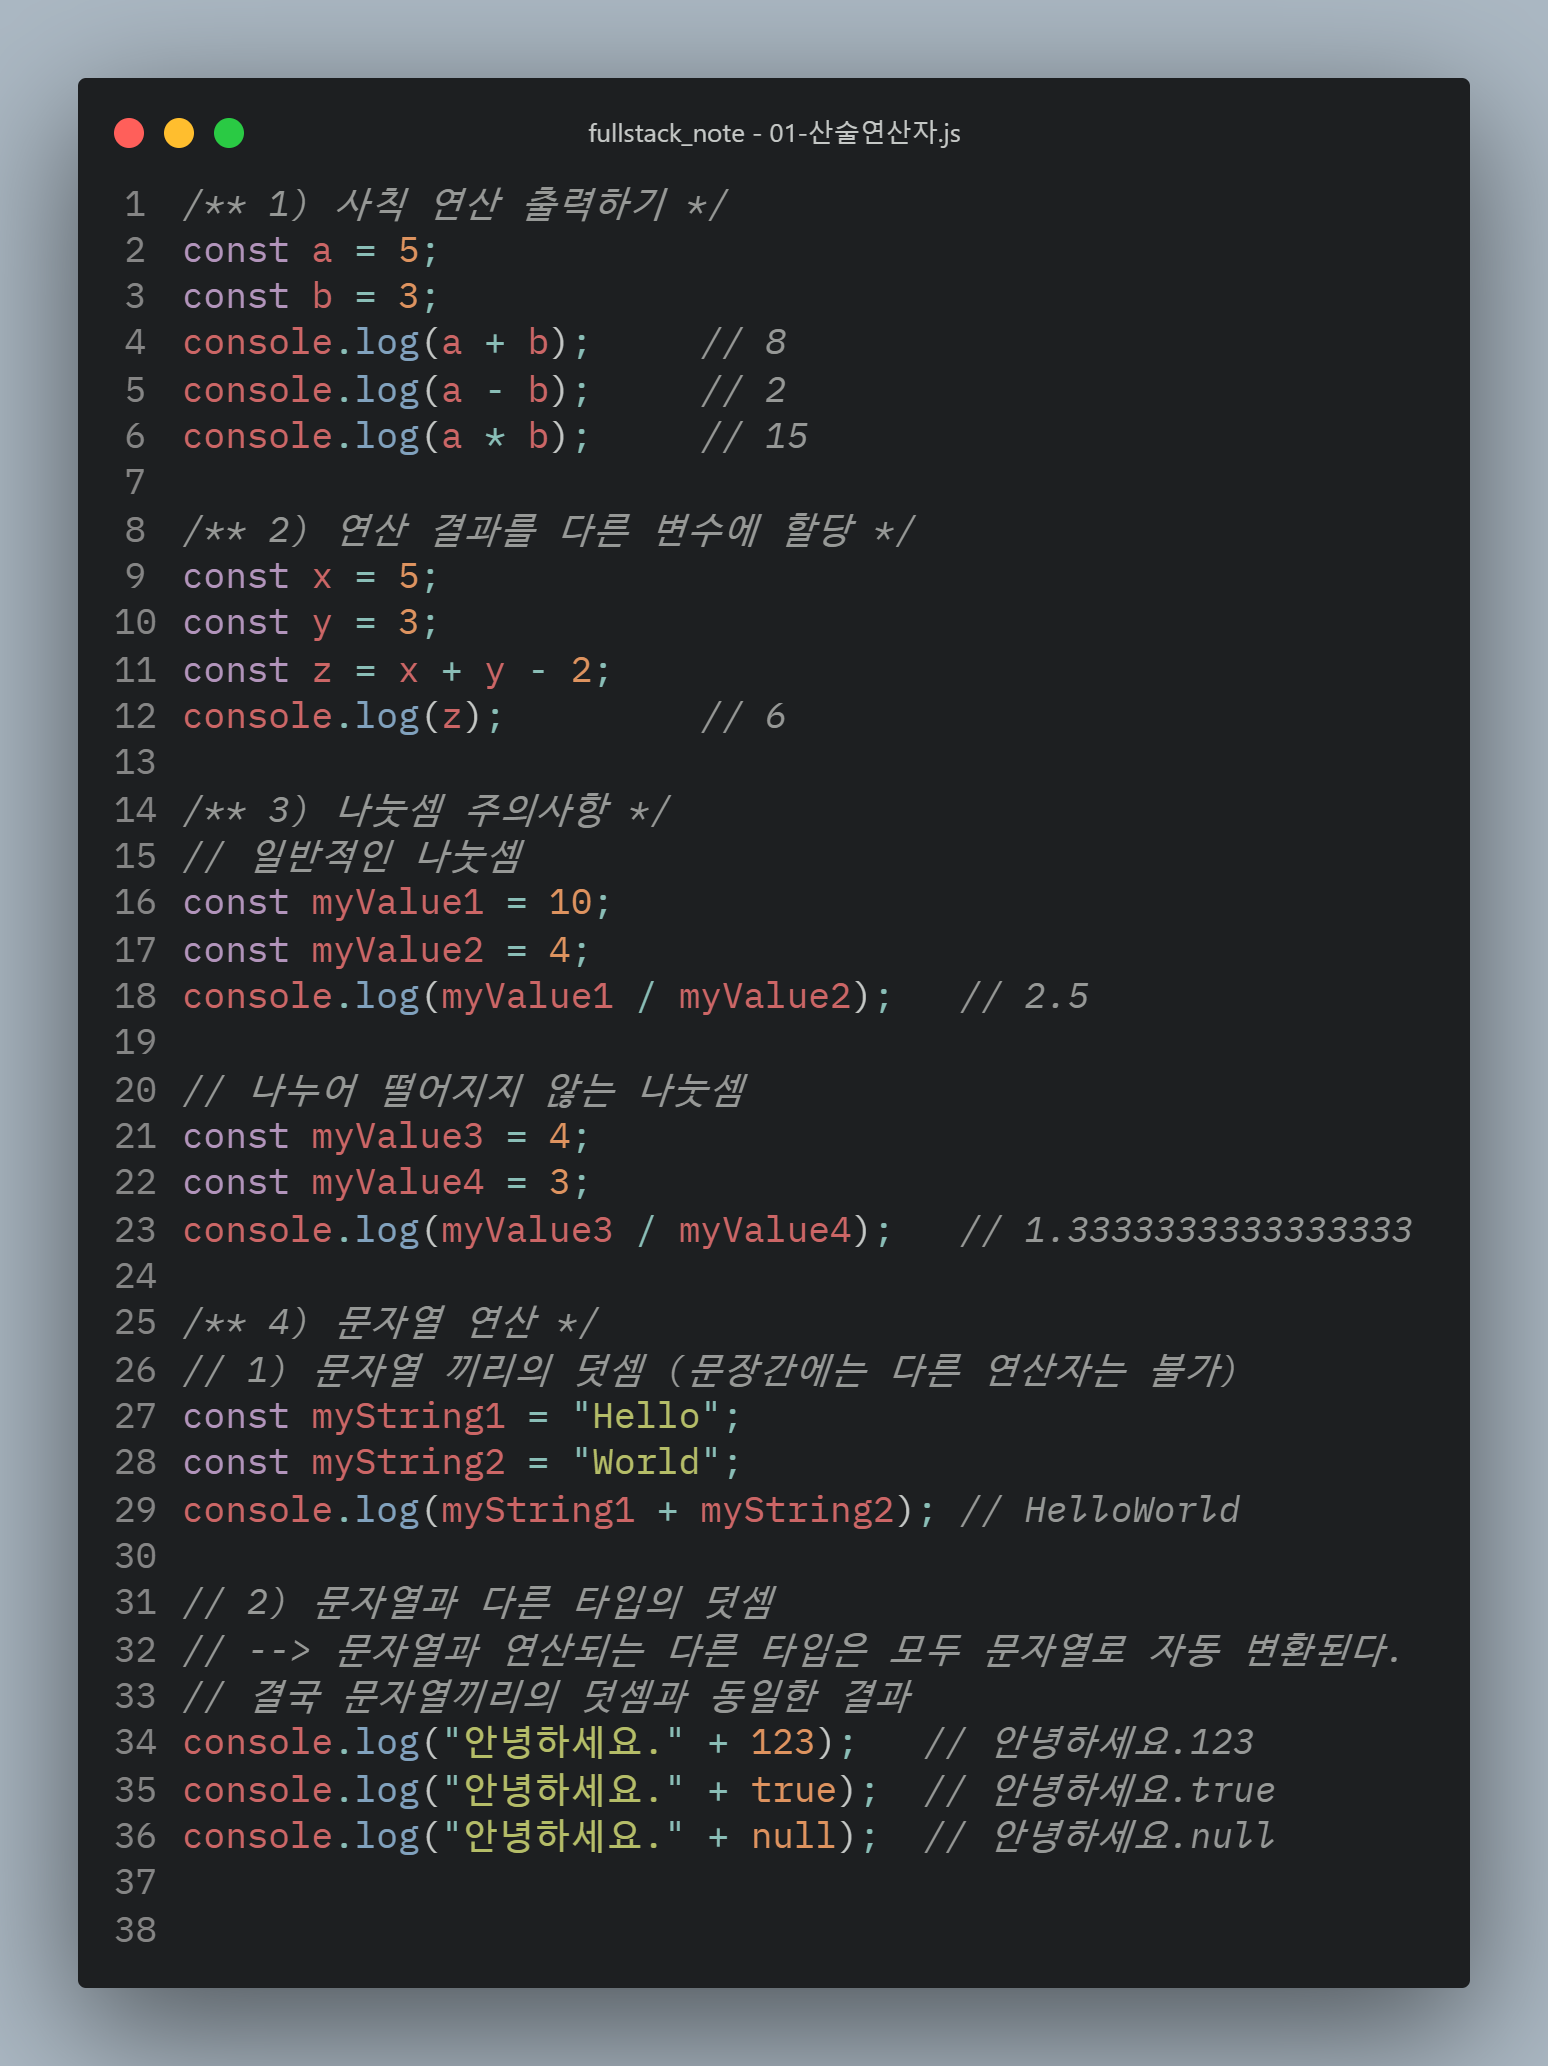 fullstack_note - 01-산술연산자.js
1 /** 1) 사칙 연산 출력하기 */
2 const a = 5;
3 const b = 3;
4 console.log(a + b);     // 8
5 console.log(a - b);     // 2
6 console.log(a * b);     // 15
7
8 /** 2) 연산 결과를 다른 변수에 할당 */
9 const x = 5;
10 const y = 3;
11 const z = x + y - 2;
12 console.log(z);         // 6
13
14 /** 3) 나눗셈 주의사항 */
15 // 일반적인 나눗셈
16 const myValue1 = 10;
17 const myValue2 = 4;
18 console.log(myValue1 / myValue2);   // 2.5
19
20 // 나누어 떨어지지 않는 나눗셈
21 const myValue3 = 4;
22 const myValue4 = 3;
23 console.log(myValue3 / myValue4);   // 1.3333333333333333
24
25 /** 4) 문자열 연산 */
26 // 1) 문자열 끼리의 덧셈 (문장간에는 다른 연산자는 불가)
27 const myString1 = "Hello";
28 const myString2 = "World";
29 console.log(myString1 + myString2); // HelloWorld
30
31 // 2) 문자열과 다른 타입의 덧셈
32 // --> 문자열과 연산되는 다른 타입은 모두 문자열로 자동 변환된다.
33 // 결국 문자열끼리의 덧셈과 동일한 결과
34 console.log("안녕하세요." + 123);   // 안녕하세요.123
35 console.log("안녕하세요." + true);  // 안녕하세요.true
36 console.log("안녕하세요." + null);  // 안녕하세요.null
37
38